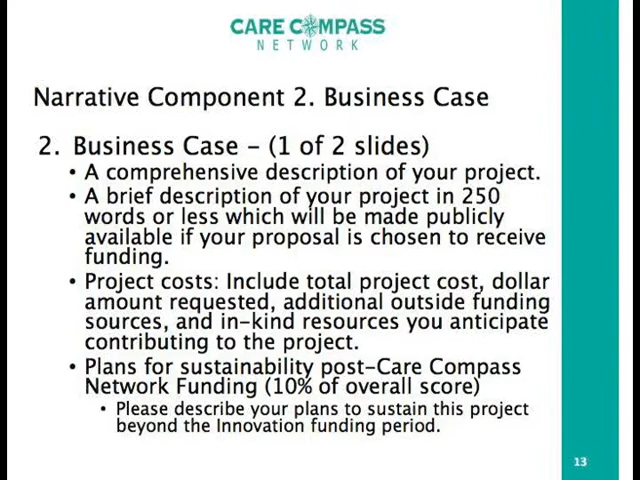 CARE COMPASS
NETWORK
Narrative Component 2. Business Case
2. Business Case – (1 of 2 slides)
• A comprehensive description of your project.
• A brief description of your project in 250
words or less which will be made publicly
available if your proposal is chosen to receive
funding.
• Project costs: Include total project cost, dollar
amount requested, additional outside funding
sources, and in-kind resources you anticipate
contributing to the project.
• Plans for sustainability post-Care Compass
Network Funding (10% of overall score)
• Please describe your plans to sustain this project
beyond the Innovation funding period.
13